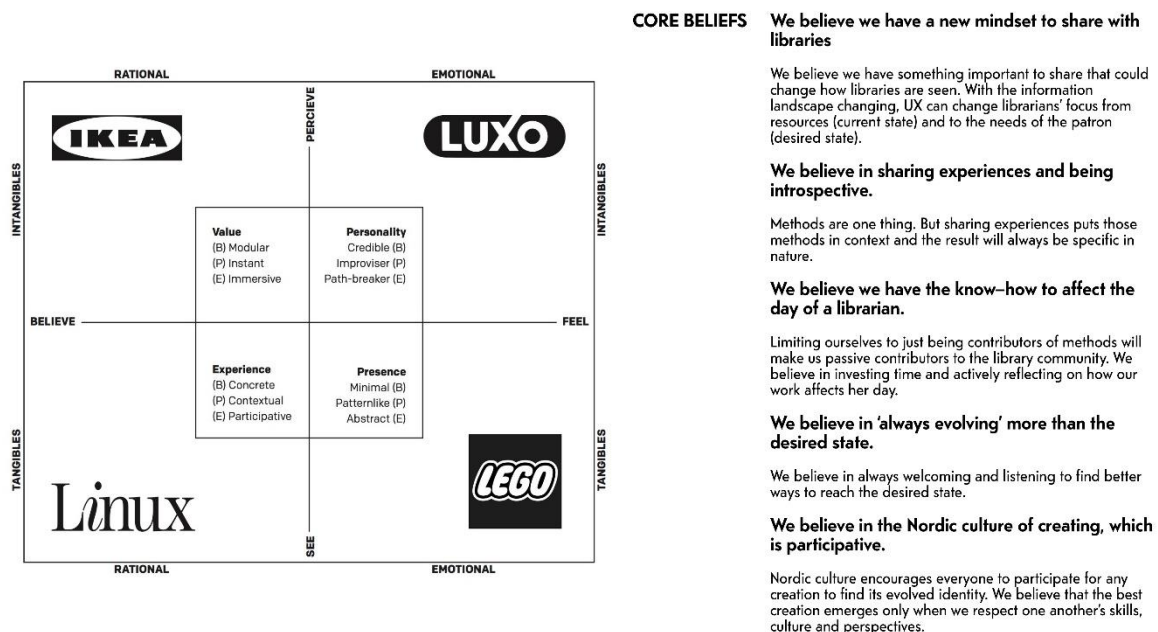 RATIONAL
EMOTIONAL
INTANGIBLES
PERCIEVE
INTANGIBLES
IKEA
LUXO
Value
(B) Modular
(P) Instant
(E) Immersive
Personality
Credible (B)
Improviser (P)
Path-breaker (E)
BELIEVE
FEEL
Experience
(B) Concrete
(P) Contextual
(E) Participative
Presence
Minimal (B)
Patternlike (P)
Abstract (E)
TANGIBLES
TANGIBLES
Linux
LEGO
SEE
RATIONAL
EMOTIONAL
CORE BELIEFS
We believe we have a new mindset to share with
libraries
We believe we have something important to share that could
change how libraries are seen. With the information
landscape changing, UX can change librarians' focus from
resources (current state) and to the needs of the patron
(desired state).
We believe in sharing experiences and being
introspective.
Methods are one thing. But sharing experiences puts those
methods in context and the result will always be specific in
nature.
We believe we have the know–how to affect the
day of a librarian.
Limiting ourselves to just being contributors of methods will
make us passive contributors to the library community. We
believe in investing time and actively reflecting on how our
work affects her day.
We believe in 'always evolving' more than the
desired state.
We believe in always welcoming and listening to find better
ways to reach the desired state.
We believe in the Nordic culture of creating, which
is participative.
Nordic culture encourages everyone to participate for any
creation to find its evolved identity. We believe that the best
creation emerges only when we respect one another's skills,
culture and perspectives.